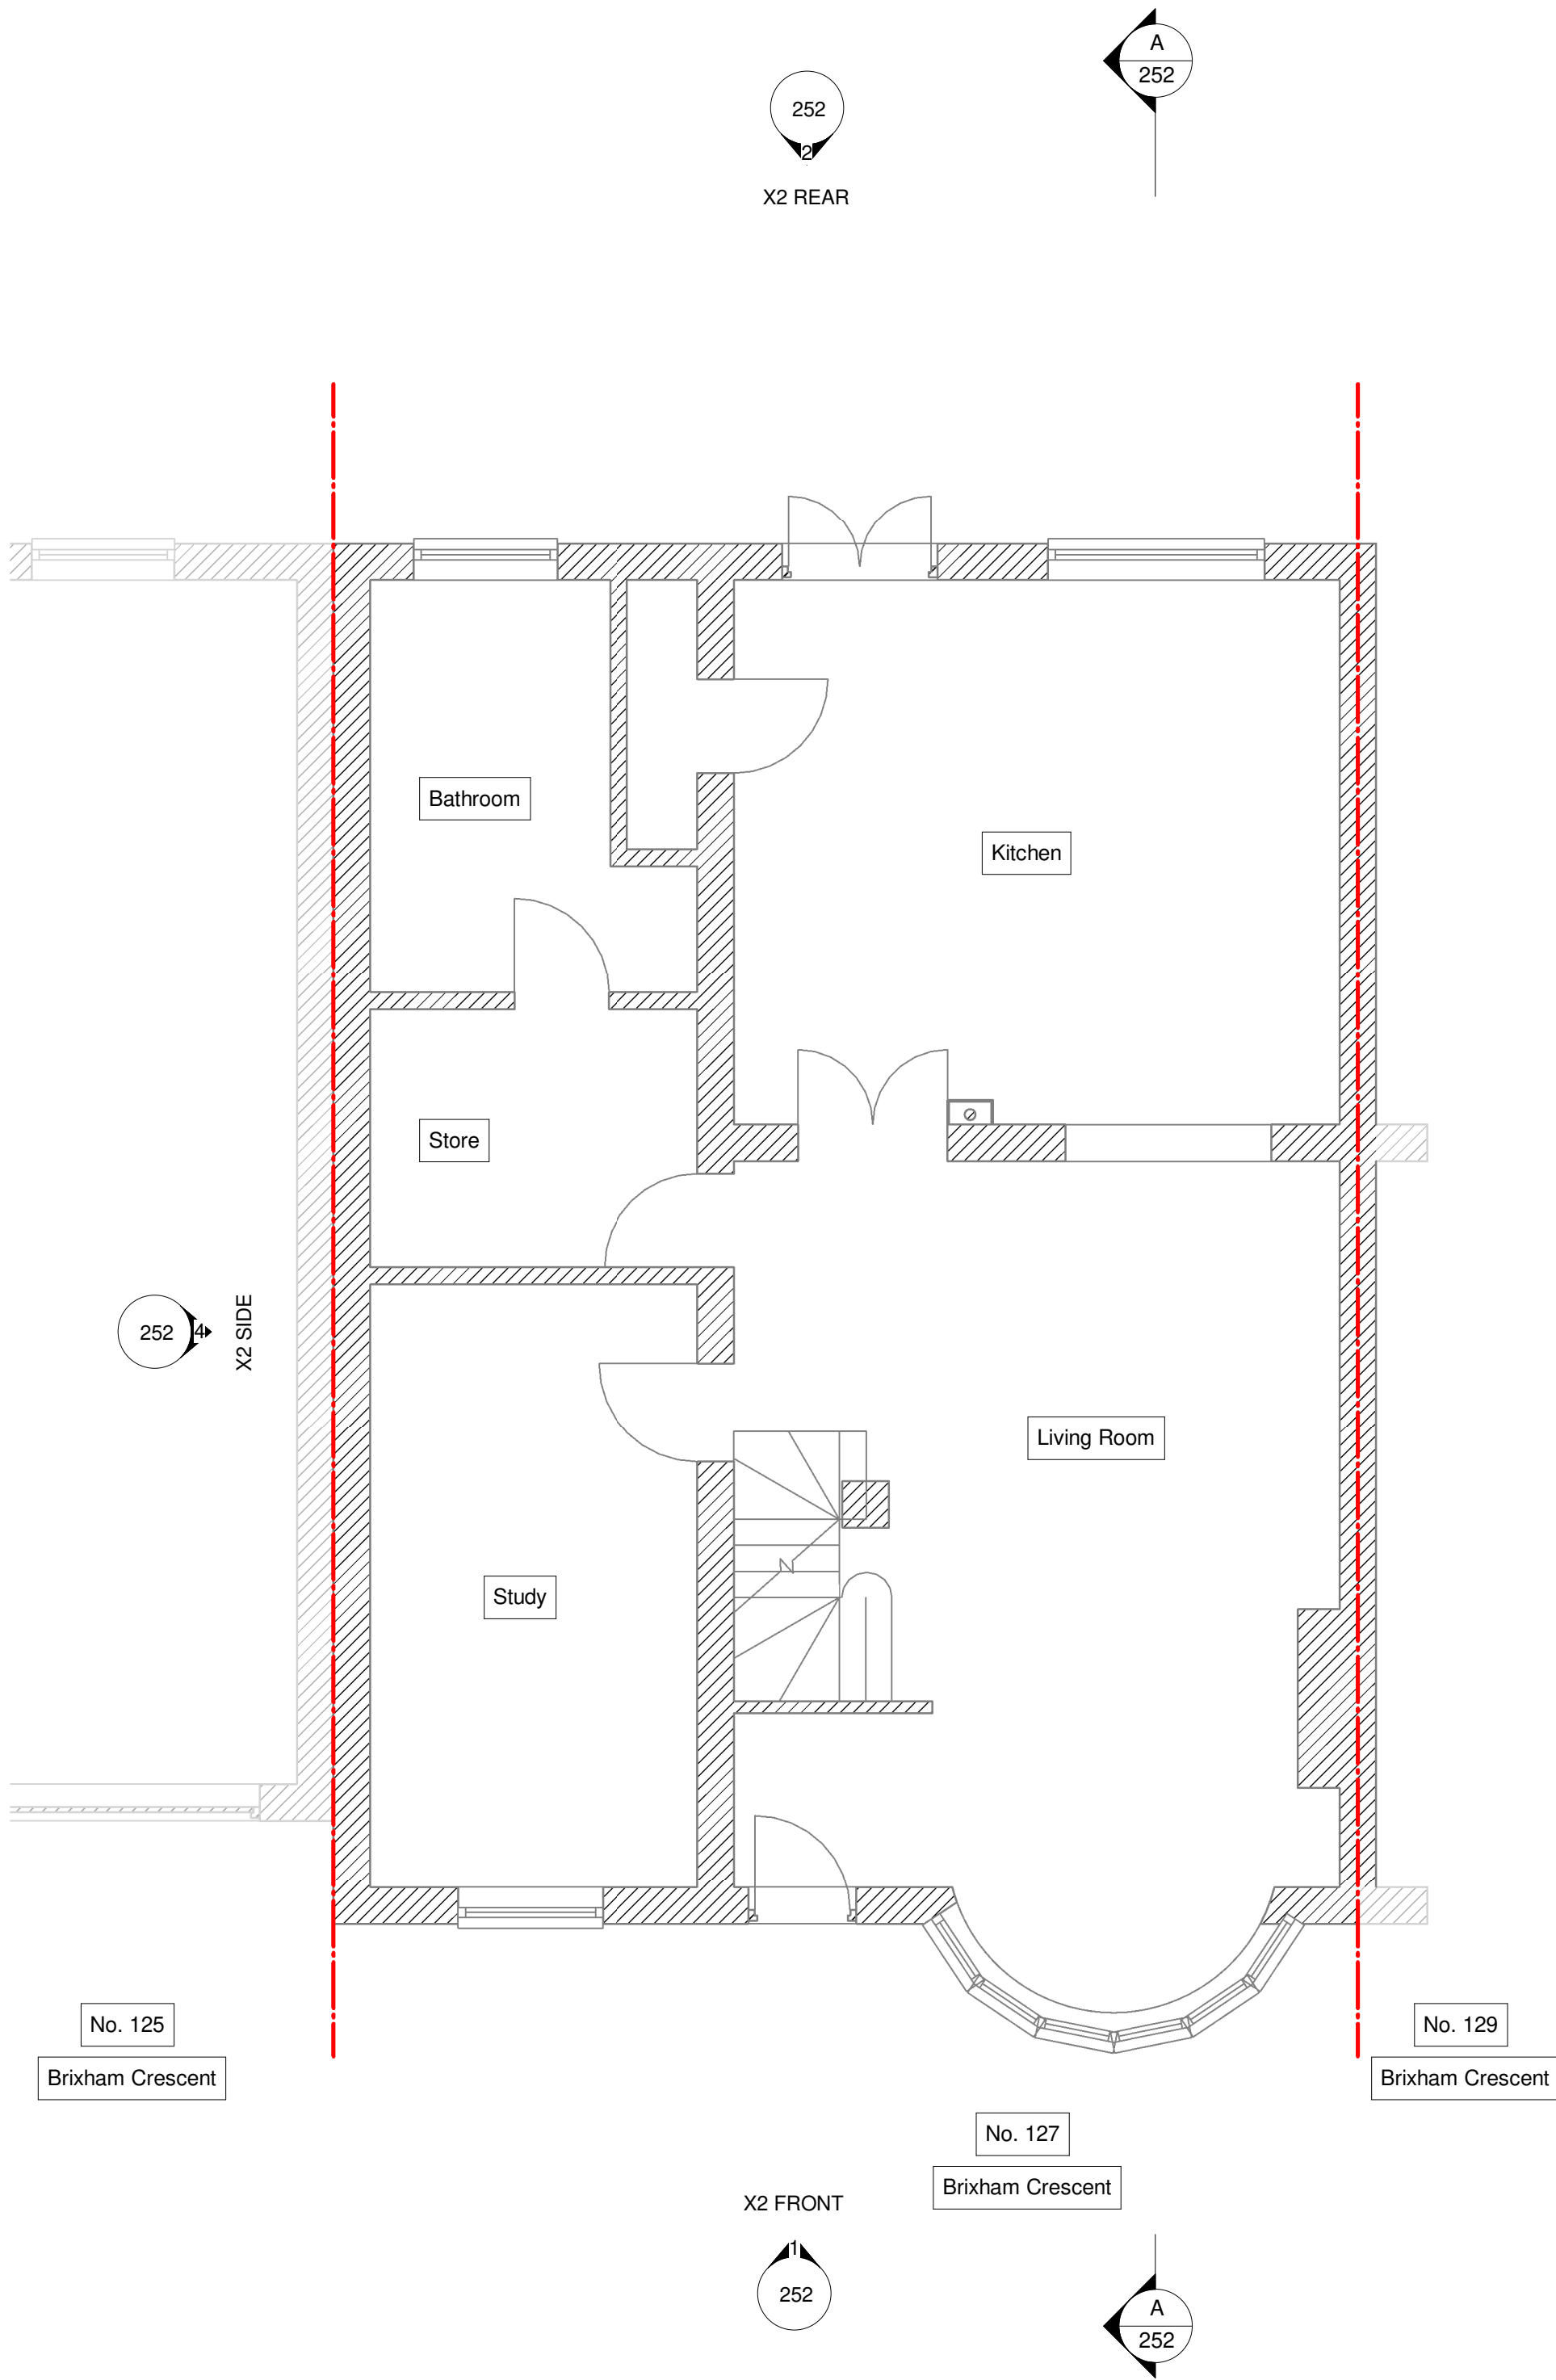 A
252
252
2
X2 REAR
Bathroom
Kitchen
Store
252
4
X2 SIDE
Living Room
Study
No. 125
Brixham Crescent
No. 129
Brixham Crescent
No. 127
Brixham Crescent
X2 FRONT
1
252
A
252